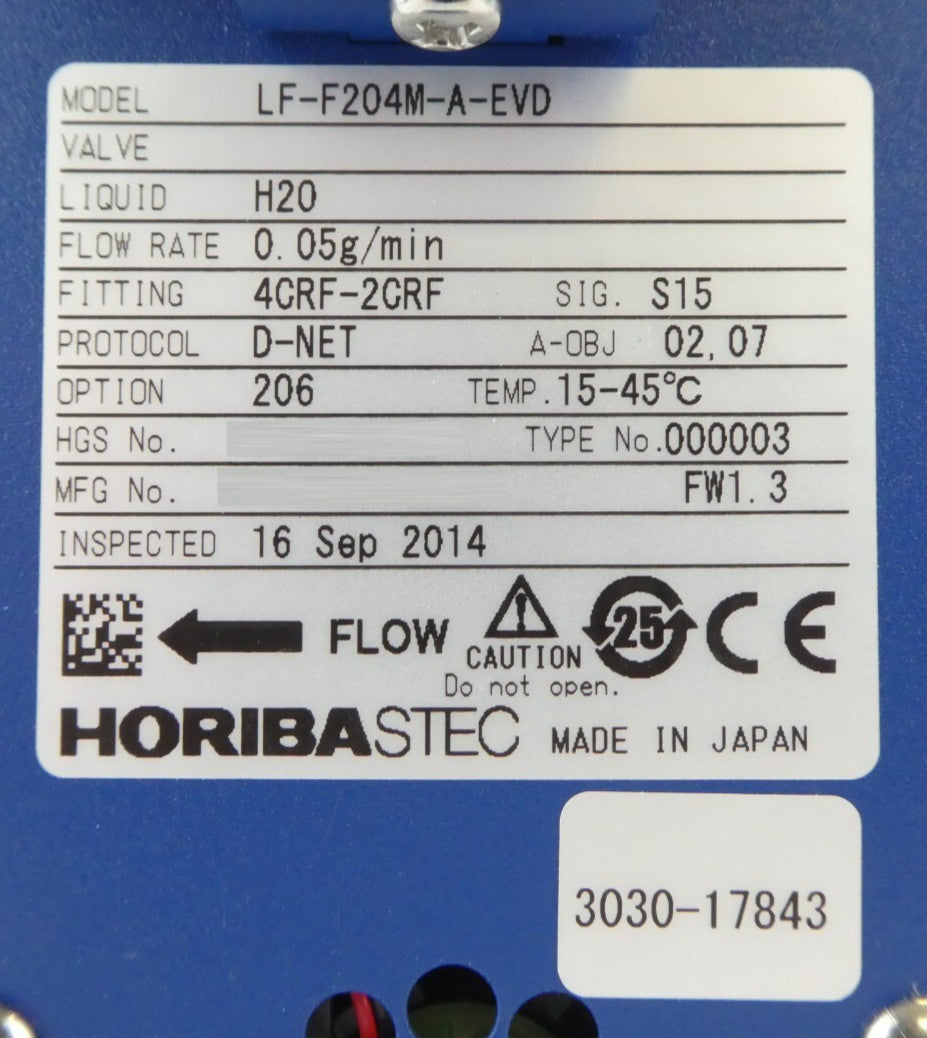 MODEL LF-F204M-A-EVD
VALVE
LIQUID H20
FLOW RATE 0.05g/min
FITTING 4CRF-2CRF SIG. S15
PROTOCOL D-NET A-OBJ 02,07
OPTION 206 TEMP.15-45℃
HGS No. TYPE No.000003
MFG No. FW1.3
INSPECTED 16 Sep 2014
FLOW CAUTION 25 CE
Do not open.
HORIBASTEC MADE IN JAPAN
3030-17843